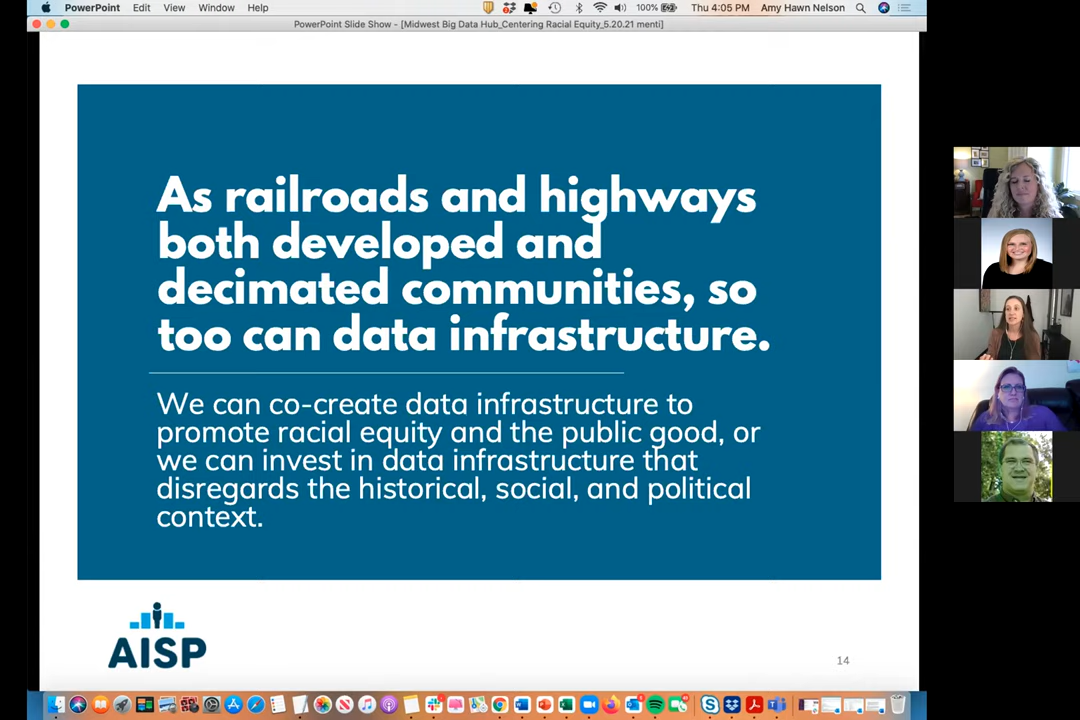 PowerPoint Edit View Window Help 100% Thu 4:05 PM Amy Hawn Nelson
PowerPoint Slide Show - [Midwest Big Data Hub_Centering Racial Equity_5.20.21 menti]
As railroads and highways
both developed and
decimated communities, so
too can data infrastructure.
We can co-create data infrastructure to
promote racial equity and the public good, or
we can invest in data infrastructure that
disregards the historical, social, and political
context.
AISP
14